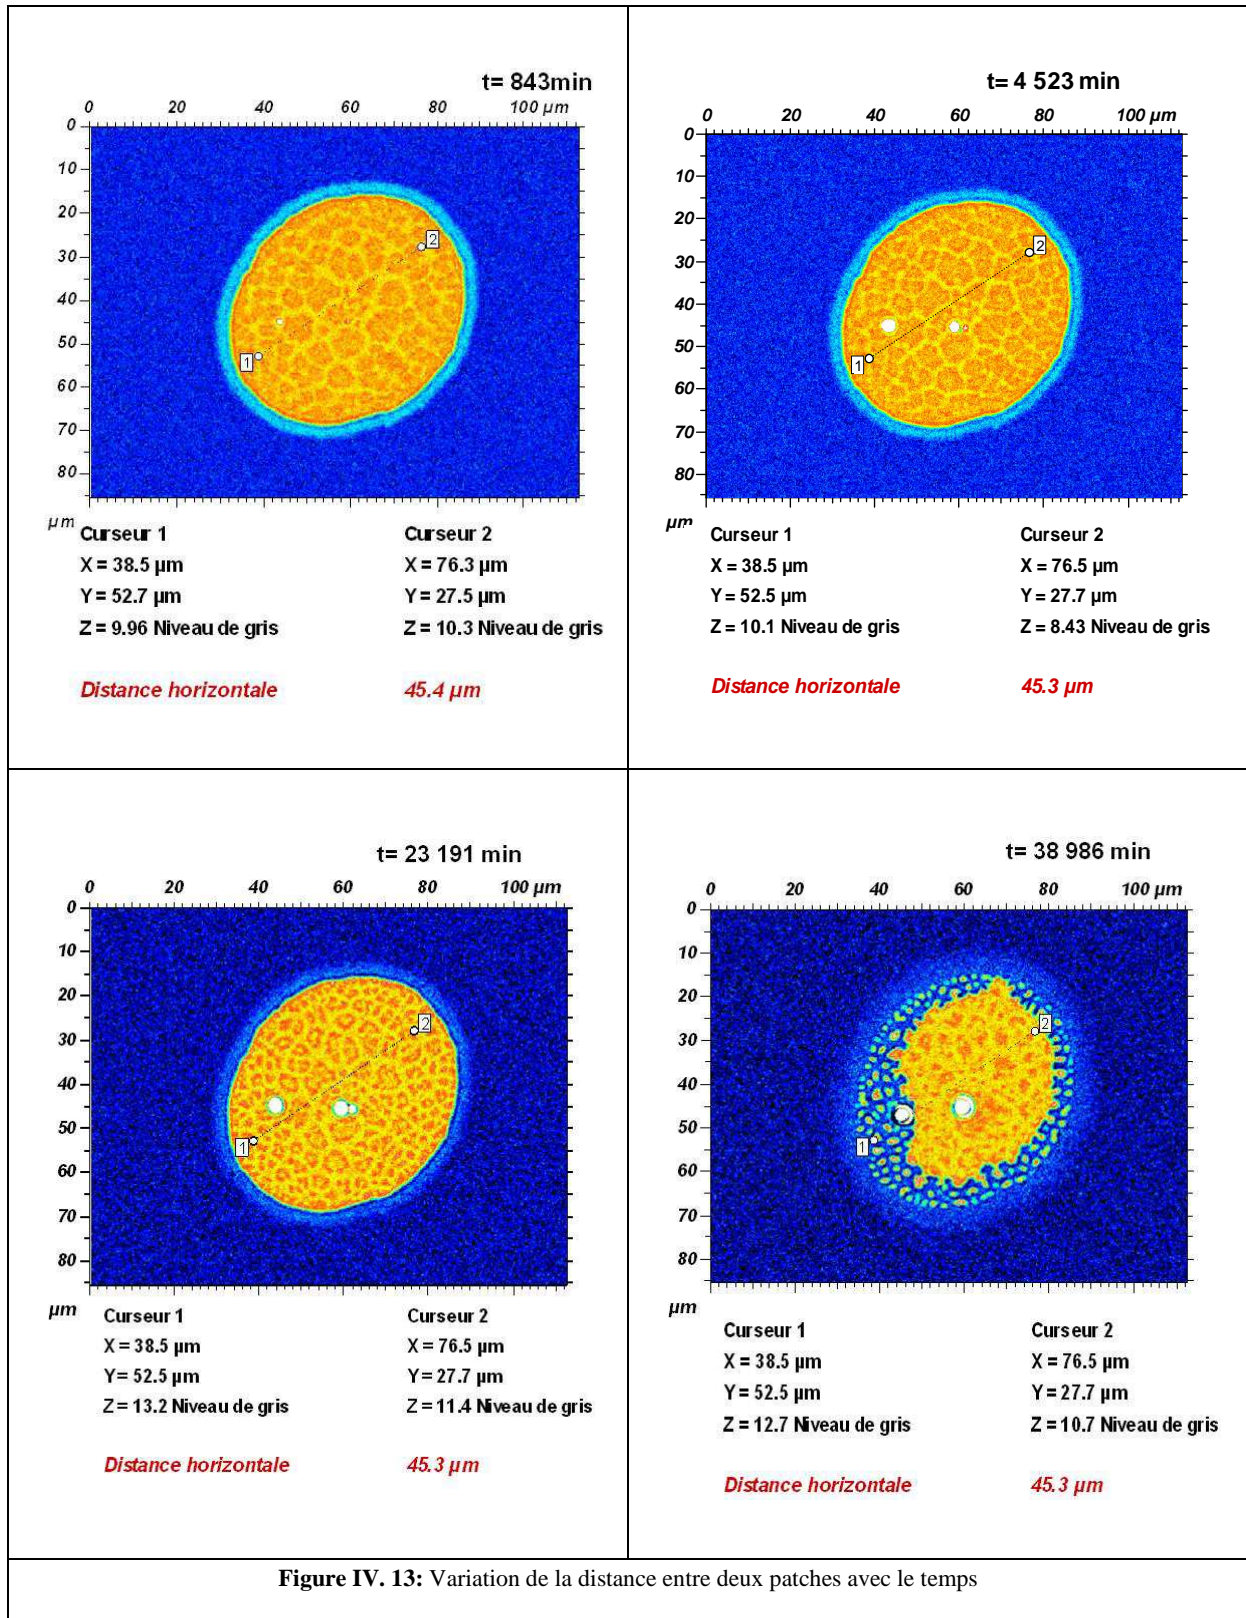 t= 843min
0 20 40 60 80 100 µm
0
10
20
30
40
50
60
70
80
µm
2
1
Curseur 1 Curseur 2
X = 38.5 µm X = 76.3 µm
Y = 52.7 µm Y = 27.5 µm
Z = 9.96 Niveau de gris Z = 10.3 Niveau de gris
Distance horizontale 45.4 µm
t= 4 523 min
0 20 40 60 80 100 µm
0
10
20
30
40
50
60
70
80
µm
2
1
Curseur 1 Curseur 2
X = 38.5 µm X = 76.5 µm
Y = 52.5 µm Y = 27.7 µm
Z = 10.1 Niveau de gris Z = 8.43 Niveau de gris
Distance horizontale 45.3 µm
t= 23 191 min
0 20 40 60 80 100 µm
0
10
20
30
40
50
60
70
80
µm
2
1
Curseur 1 Curseur 2
X = 38.5 µm X = 76.5 µm
Y= 52.5 µm Y = 27.7 µm
Z = 13.2 Niveau de gris Z = 11.4 Niveau de gris
Distance horizontale 45.3 µm
t= 38 986 min
0 20 40 60 80 100 µm
0
10
20
30
40
50
60
70
80
µm
2
1
Curseur 1 Curseur 2
X = 38.5 µm X = 76.5 µm
Y = 52.5 µm Y = 27.7 µm
Z = 12.7 Niveau de gris Z = 10.7 Niveau de gris
Distance horizontale 45.3 µm
Figure IV. 13: Variation de la distance entre deux patches avec le temps